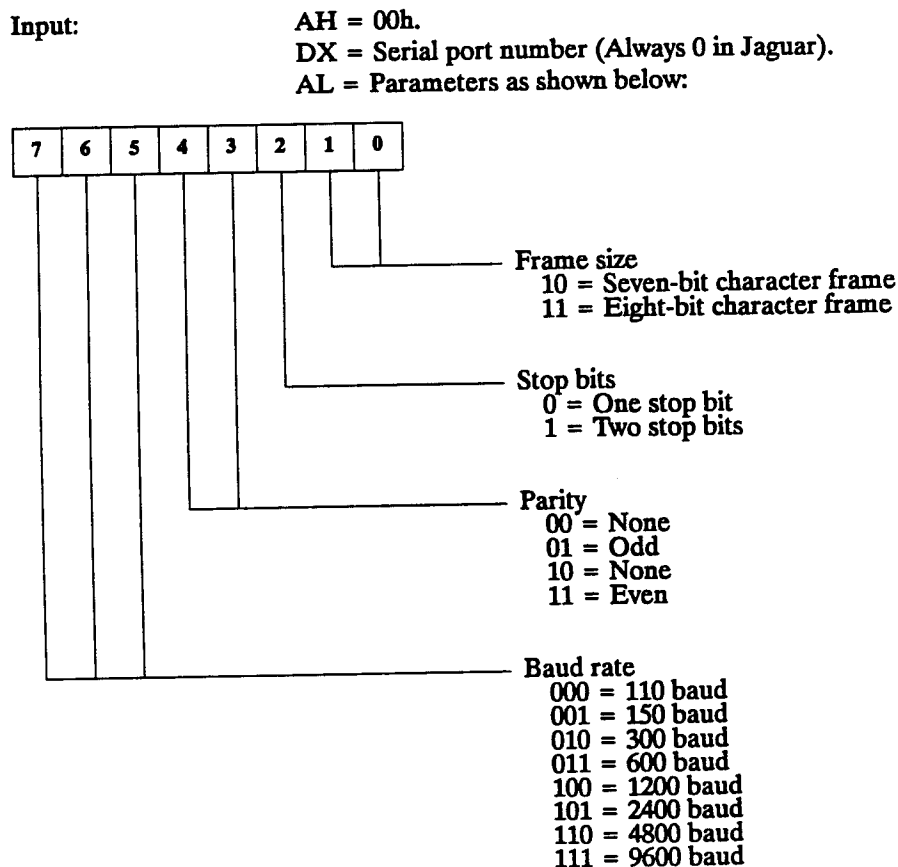 Input: AH = 00h.
DX = Serial port number (Always 0 in Jaguar).
AL = Parameters as shown below:
7 6 5 4 3 2 1 0
Frame size
10 = Seven-bit character frame
11 = Eight-bit character frame
Stop bits
0 = One stop bit
1 = Two stop bits
Parity
00 = None
01 = Odd
10 = None
11 = Even
Baud rate
000 = 110 baud
001 = 150 baud
010 = 300 baud
011 = 600 baud
100 = 1200 baud
101 = 2400 baud
110 = 4800 baud
111 = 9600 baud